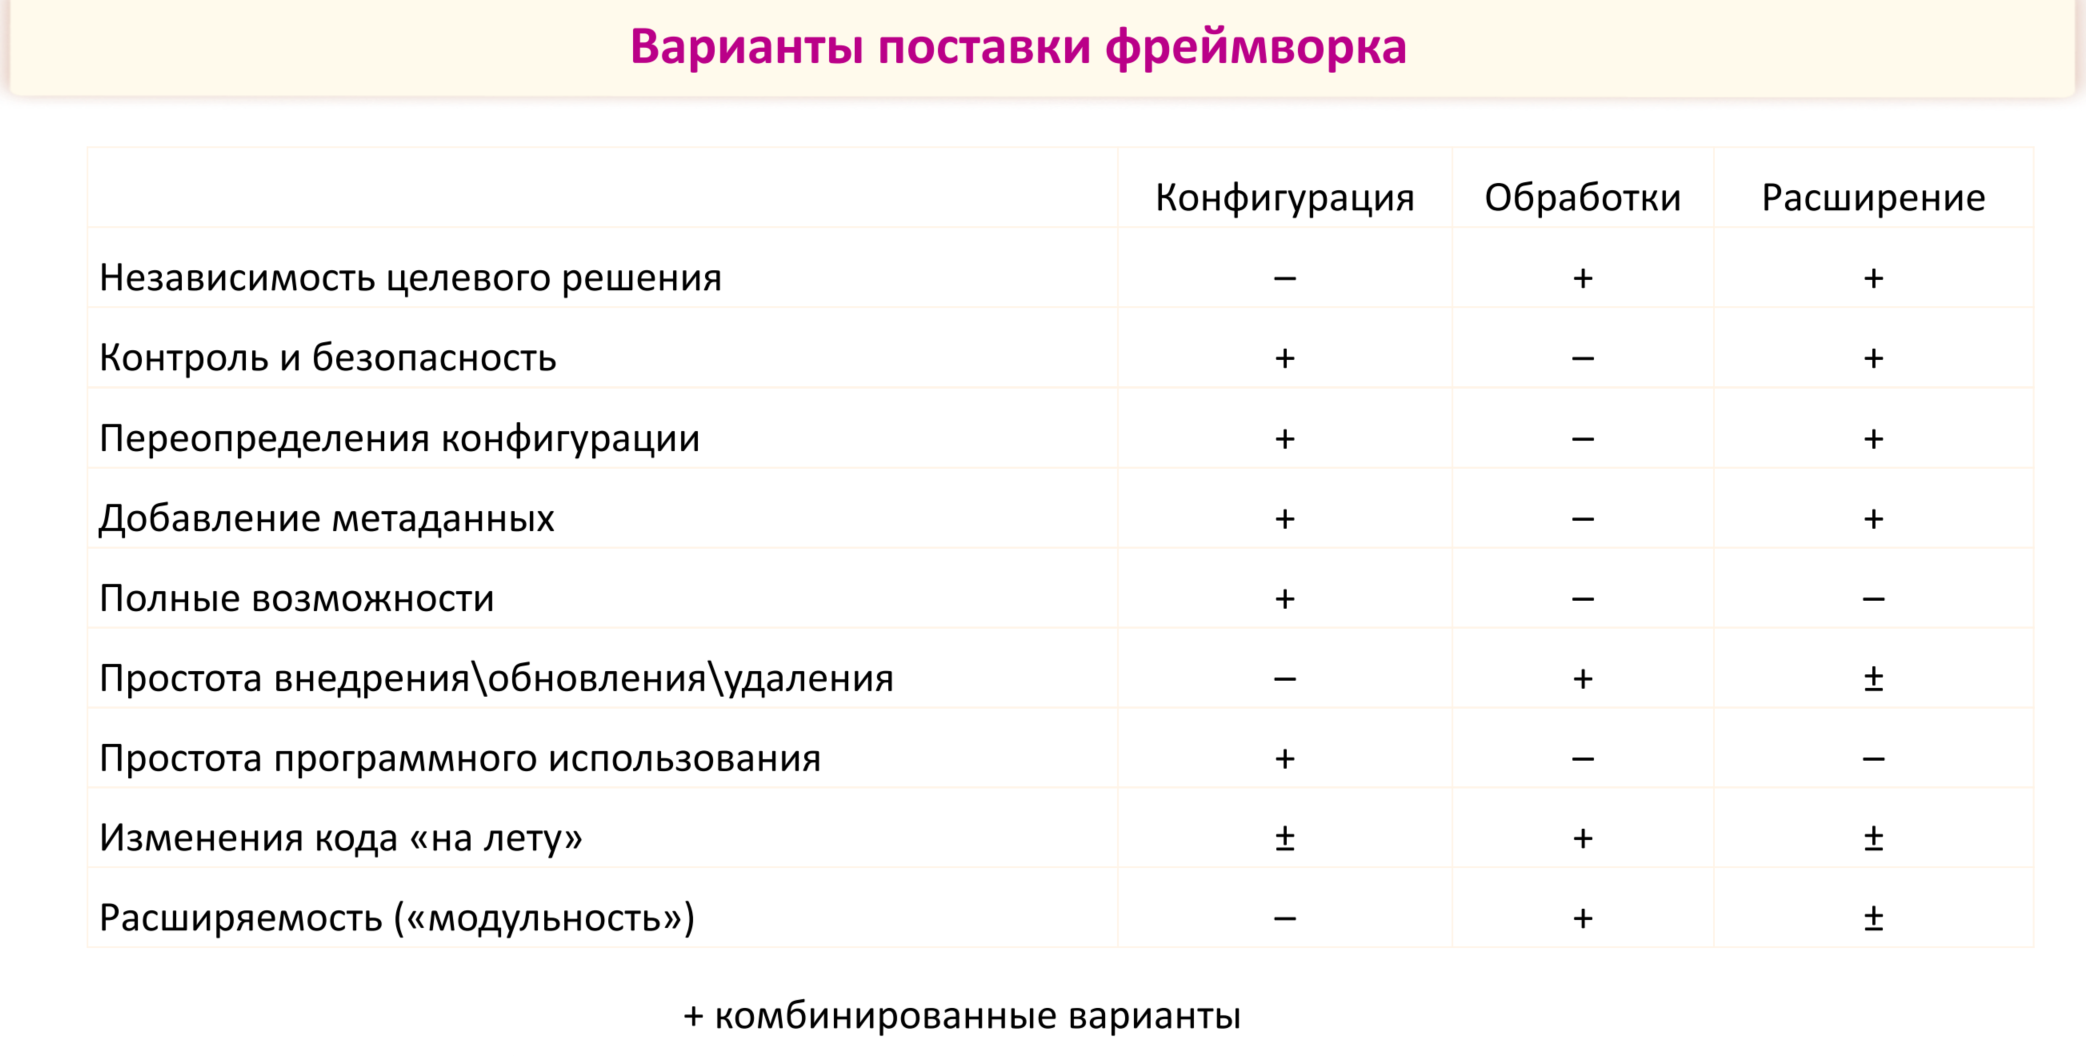 Варианты поставки фреймворка
Конфигурация Обработки Расширение
Независимость целевого решения – + +
Контроль и безопасность + – +
Переопределения конфигурации + – +
Добавление метаданных + – +
Полные возможности + – –
Простота внедрения\обновления\удаления – + ±
Простота программного использования + – –
Изменения кода «на лету» ± + ±
Расширяемость («модульность») – + ±
+ комбинированные варианты